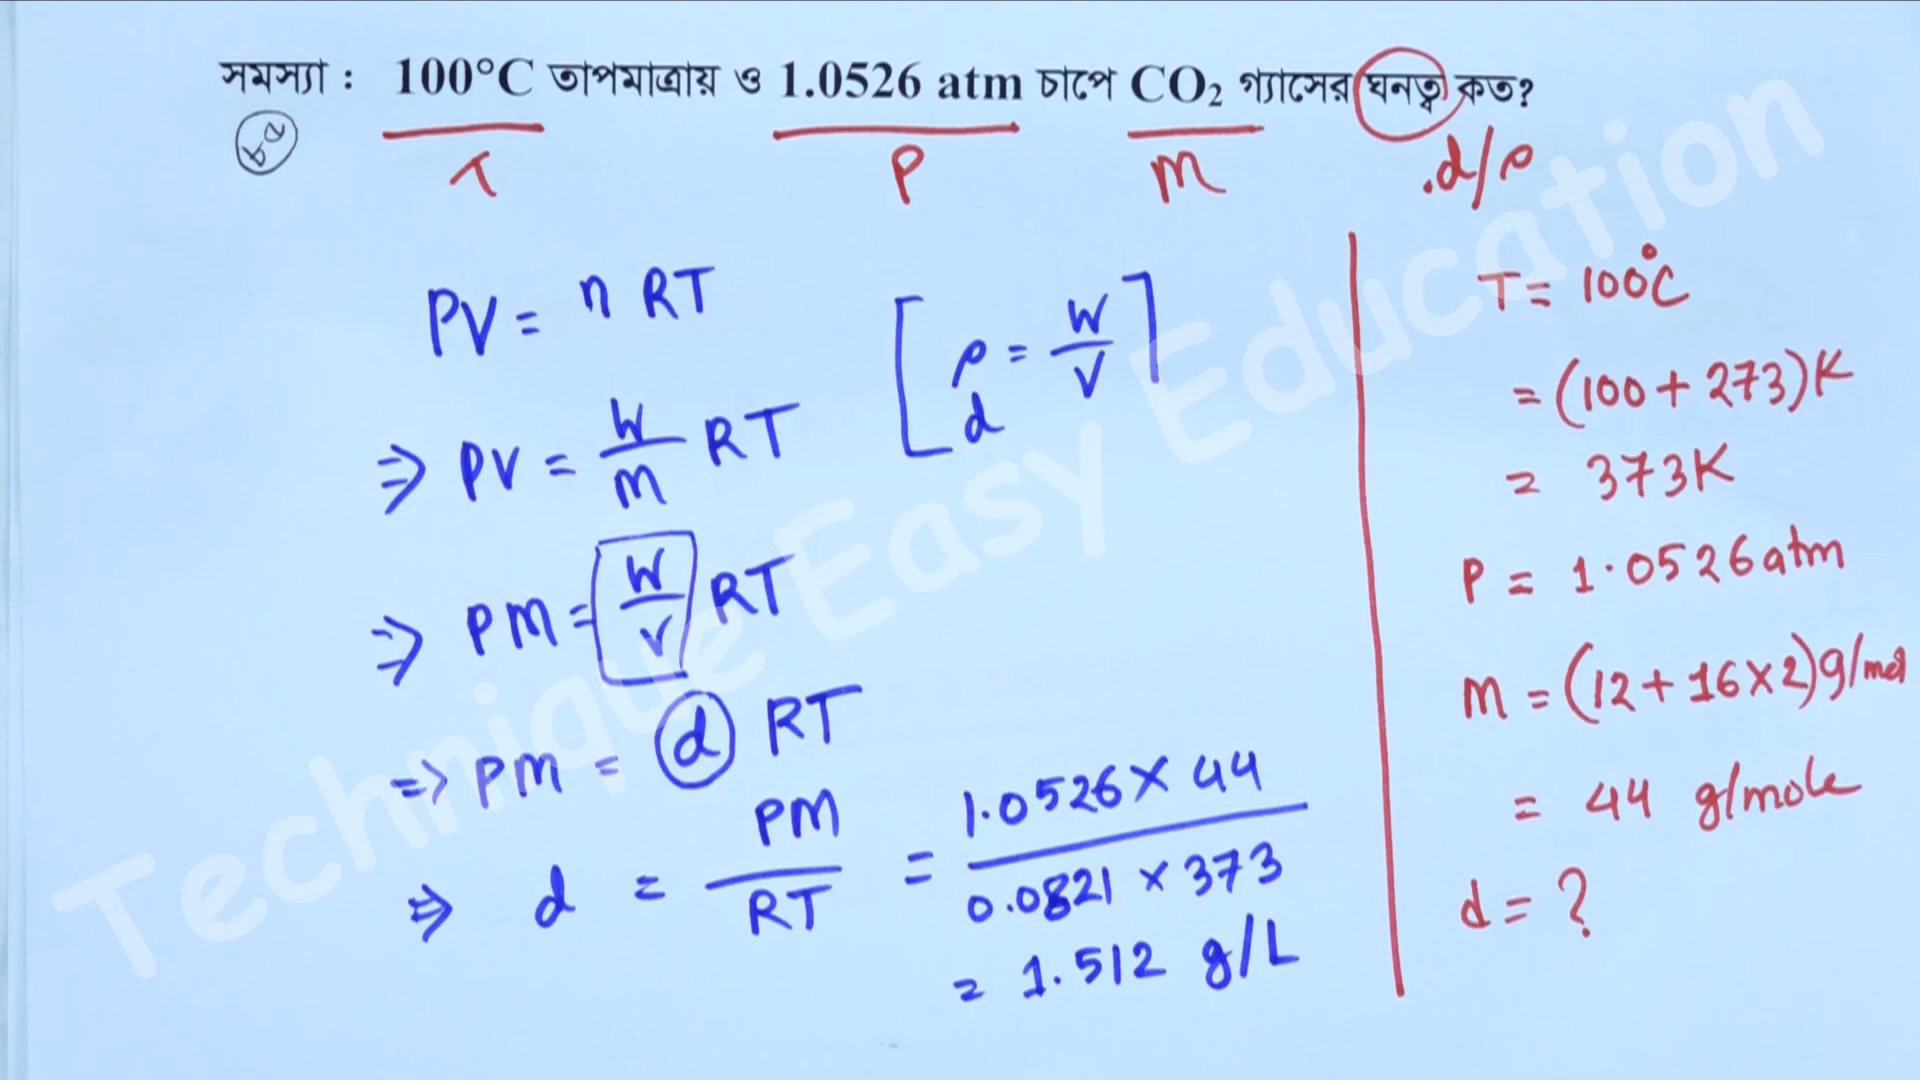 সমস্যা : 100°C তাপমাত্রায় ও 1.0526 atm চাপে CO₂ গ্যাসের ঘনত্ব কত?
T P M .d/ρ
PV = n RT
[ρ = W/V]
d
⇒ PV = W/M RT
⇒ PM = W/V RT
⇒ PM = d RT
⇒ d = PM/RT = 1.0526 × 44 / 0.0821 × 373
= 1.512 g/L
T = 100°C
= (100 + 273)K
= 373K
P = 1.0526 atm
M = (12 + 16×2) g/mol
= 44 g/mole
d = ?
Technique Easy Education